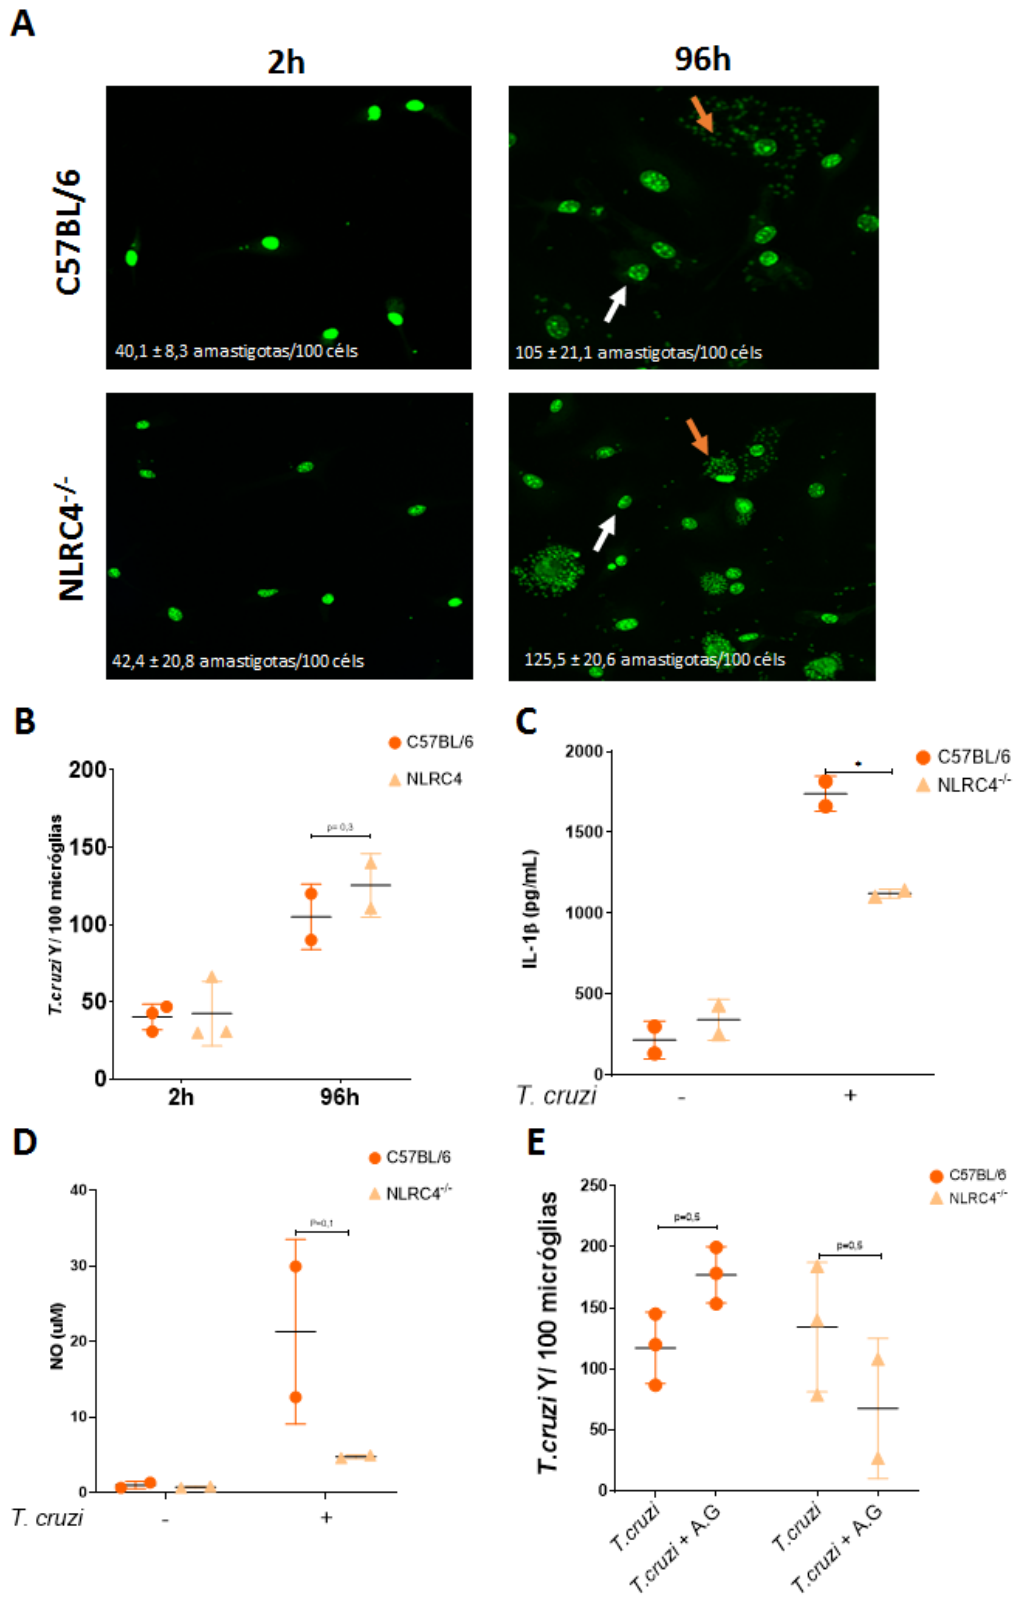 A
2h
96h
C57BL/6
40,1 ± 8,3 amastigotas/100 céls
105 ± 21,1 amastigotas/100 céls
NLRC4-/-
42,4 ± 20,8 amastigotas/100 céls
125,5 ± 20,6 amastigotas/100 céls
B
C57BL/6
NLRC4
T.cruzi Y/ 100 micróglias
200
150
100
50
0
p= 0,3
2h
96h
C
C57BL/6
NLRC4-/-
IL-1β (pg/mL)
2000
1500
1000
500
0
*
T. cruzi
-
+
D
C57BL/6
NLRC4-/-
NO (uM)
40
30
20
10
0
P=0,1
T. cruzi
-
+
E
C57BL/6
NLRC4-/-
T.cruzi Y/ 100 micróglias
250
200
150
100
50
0
p=0,5
p=0,5
T.cruzi
T.cruzi + A.G
T.cruzi
T.cruzi + A.G